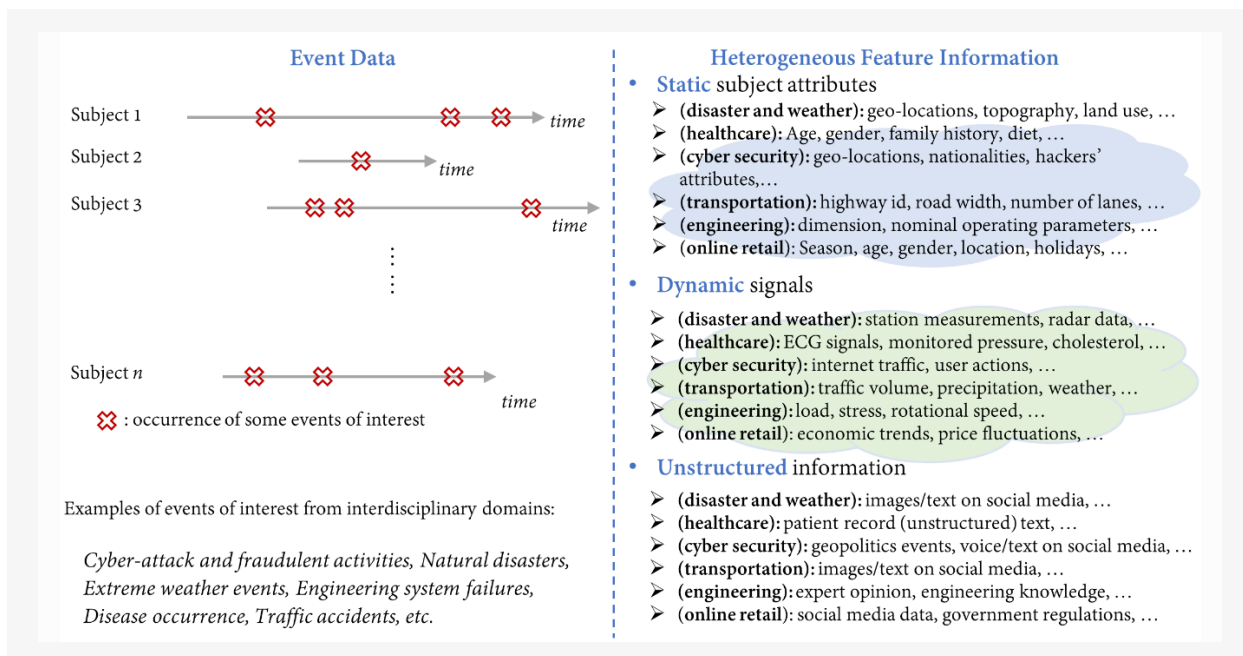 Event Data
Subject 1
time
Subject 2
time
Subject 3
time
Subject n
time
: occurrence of some events of interest
Examples of events of interest from interdisciplinary domains:
Cyber-attack and fraudulent activities, Natural disasters,
Extreme weather events, Engineering system failures,
Disease occurrence, Traffic accidents, etc.
Heterogeneous Feature Information
• Static subject attributes
➢ (disaster and weather): geo-locations, topography, land use, …
➢ (healthcare): Age, gender, family history, diet, …
➢ (cyber security): geo-locations, nationalities, hackers’
attributes,…
➢ (transportation): highway id, road width, number of lanes, …
➢ (engineering): dimension, nominal operating parameters, …
➢ (online retail): Season, age, gender, location, holidays, …
• Dynamic signals
➢ (disaster and weather): station measurements, radar data, …
➢ (healthcare): ECG signals, monitored pressure, cholesterol, …
➢ (cyber security): internet traffic, user actions, …
➢ (transportation): traffic volume, precipitation, weather, …
➢ (engineering): load, stress, rotational speed, …
➢ (online retail): economic trends, price fluctuations, …
• Unstructured information
➢ (disaster and weather): images/text on social media, …
➢ (healthcare): patient record (unstructured) text, …
➢ (cyber security): geopolitics events, voice/text on social media, …
➢ (transportation): images/text on social media, …
➢ (engineering): expert opinion, engineering knowledge, …
➢ (online retail): social media data, government regulations, …